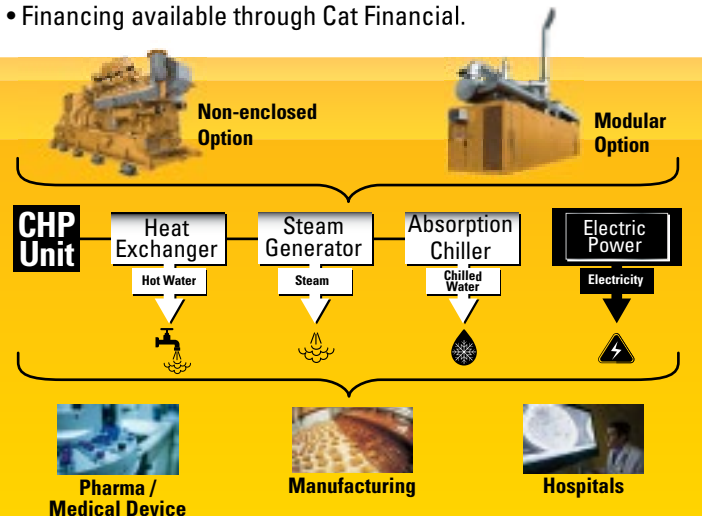 • Financing available through Cat Financial.
Non-enclosed
Option
Modular
Option
CHP
Unit
Heat
Exchanger
Steam
Generator
Absorption
Chiller
Electric
Power
Hot Water
Steam
Chilled
Water
Electricity
Pharma /
Medical Device
Manufacturing
Hospitals